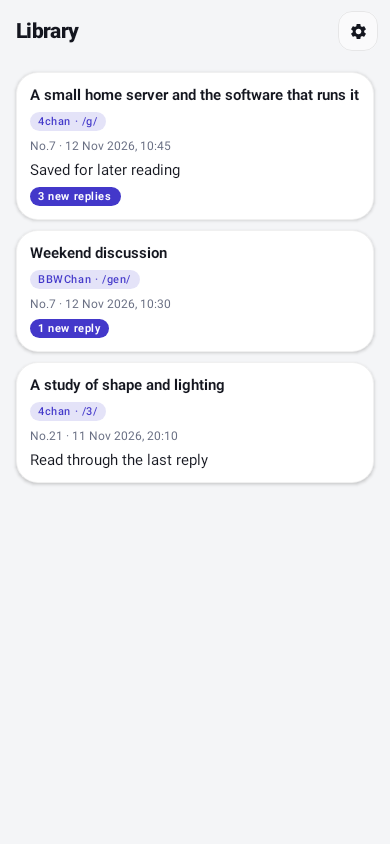 Library
A small home server and the software that runs it
4chan · /g/
No.7 · 12 Nov 2026, 10:45
Saved for later reading
3 new replies
Weekend discussion
BBWChan · /gen/
No.7 · 12 Nov 2026, 10:30
1 new reply
A study of shape and lighting
4chan · /3/
No.21 · 11 Nov 2026, 20:10
Read through the last reply